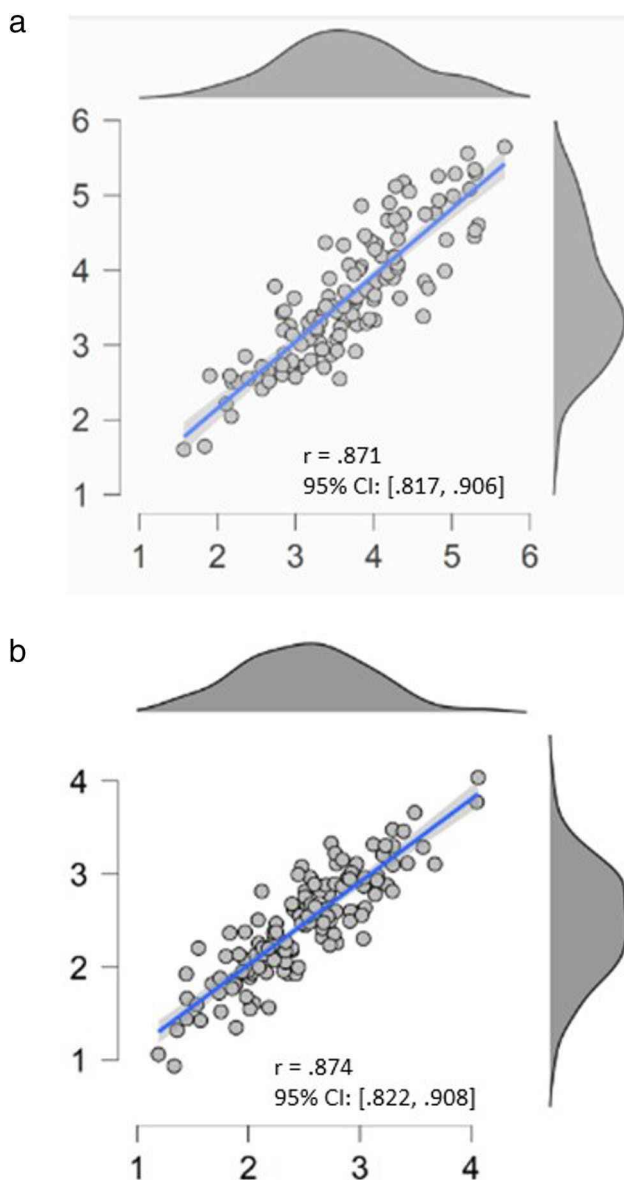 a
6
5
4
3
2
1
r = .871
95% CI: [.817, .906]
1 2 3 4 5 6
b
4
3
2
1
r = .874
95% CI: [.822, .908]
1 2 3 4